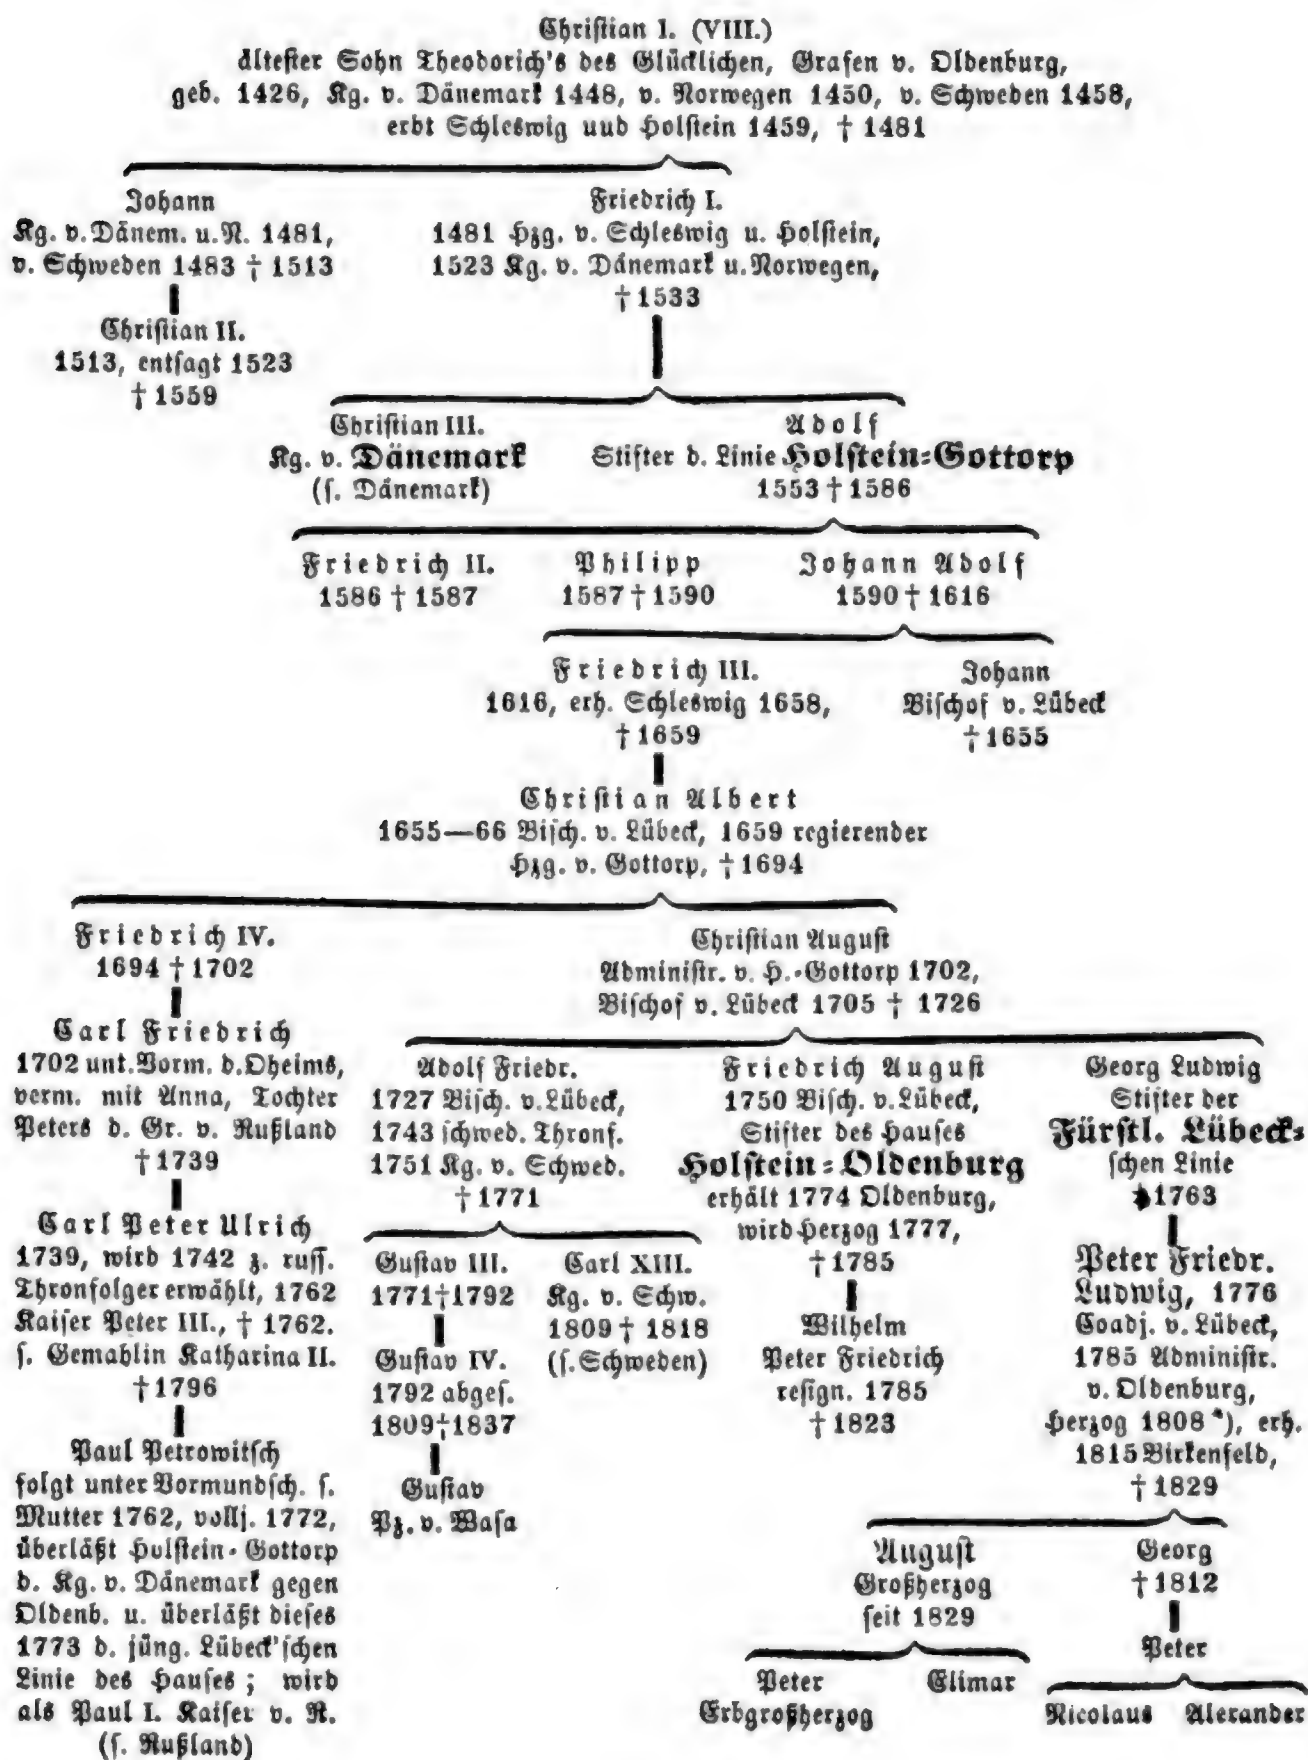 Christian I. (VIII.)
ältester Sohn Theodorich's des Glücklichen, Grafen v. Oldenburg,
geb. 1426, Kg. v. Dänemark 1448, v. Norwegen 1450, v. Schweden 1458,
erbt Schleswig uub Holstein 1459, † 1481
Johann
Kg. v. Dänem. u. N. 1481,
v. Schweden 1483 † 1513
Christian II.
1513, entsagt 1523
† 1559
Friedrich I.
1481 Hzg. v. Schleswig u. Holstein,
1523 Kg. v. Dänemark u. Norwegen,
† 1533
Christian III.
Kg. v. Dänemark
(s. Dänemark)
Adolf
Stifter d. Linie Holstein-Gottorp
1553 † 1586
Friedrich II.
1586 † 1587
Philipp
1587 † 1590
Johann Adolf
1590 † 1616
Friedrich III.
1616, erh. Schleswig 1658,
† 1659
Johann
Bischof v. Lübeck
† 1655
Christian Albert
1655—66 Bisch. v. Lübeck, 1659 regierender
Hzg. v. Gottorp, † 1694
Friedrich IV.
1694 † 1702
Carl Friedrich
1702 unt. Vorm. d. Oheims,
verm. mit Anna, Tochter
Peters d. Gr. v. Rußland
† 1739
Carl Peter Ulrich
1739, wird 1742 z. russ.
Thronfolger erwählt, 1762
Kaiser Peter III., † 1762.
s. Gemahlin Katharina II.
† 1796
Paul Petrowitsch
folgt unter Vormundsch. s.
Mutter 1762, vollj. 1772,
überläßt Holstein-Gottorp
d. Kg. v. Dänemark gegen
Oldenb. u. überläßt dieses
1773 d. jüng. Lübeck'schen
Linie des Hauses; wird
als Paul I. Kaiser v. R.
(s. Rußland)
Christian August
Administr. v. H.-Gottorp 1702,
Bischof v. Lübeck 1705 † 1726
Adolf Friedr.
1727 Bisch. v. Lübeck,
1743 schwed. Thronf.
1751 Kg. v. Schwed.
† 1771
Gustav III.
1771 † 1792
Gustav IV.
1792 abges.
1809 † 1837
Gustav
Pz. v. Wasa
Carl XIII.
Kg. v. Schw.
1809 † 1818
(s. Schweden)
Friedrich August
1750 Bisch. v. Lübeck,
Stifter des Hauses
Holstein-Oldenburg
erhält 1774 Oldenburg,
wird Herzog 1777,
† 1785
Wilhelm
Peter Friedrich
resign. 1785
† 1823
Georg Ludwig
Stifter der
Fürstl. Lübeck-
schen Linie
† 1763
Peter Friedr.
Ludwig, 1776
Coadj. v. Lübeck,
1785 Administr.
v. Oldenburg,
Herzog 1808 *), erh.
1815 Birkenfeld,
† 1829
August
Großherzog
seit 1829
Peter
Erbgroßherzog
Elimar
Georg
† 1812
Peter
Nicolaus
Alexander